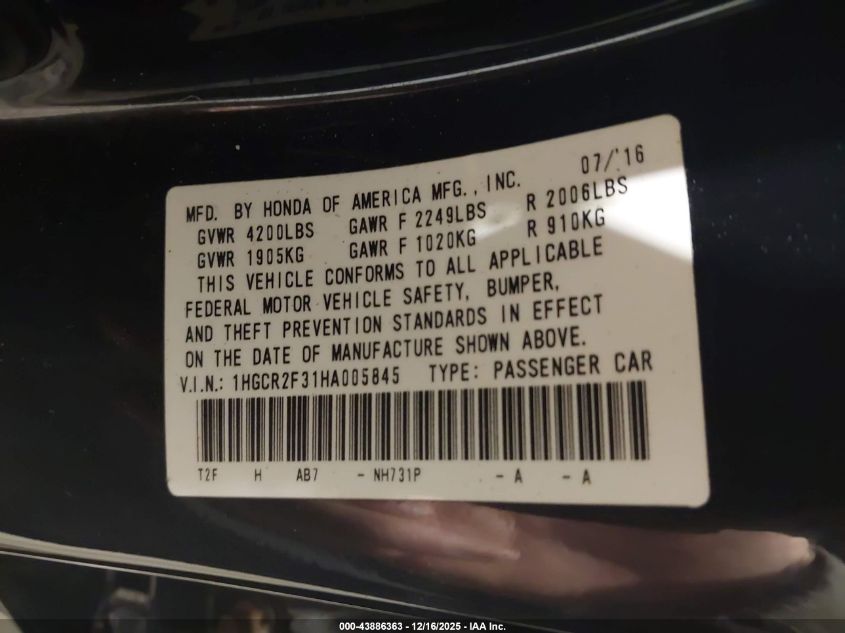 07/'16
MFD. BY HONDA OF AMERICA MFG., INC.
GVWR 4200LBS GAWR F 2249LBS R 2006LBS
GVWR 1905KG GAWR F 1020KG R 910KG
THIS VEHICLE CONFORMS TO ALL APPLICABLE
FEDERAL MOTOR VEHICLE SAFETY, BUMPER,
AND THEFT PREVENTION STANDARDS IN EFFECT
ON THE DATE OF MANUFACTURE SHOWN ABOVE.
V.I.N.: 1HGCR2F31HA005845 TYPE: PASSENGER CAR
T2F H AB7 - NH731P - A - A
000-43886363 - 12/16/2025 - IAA Inc.